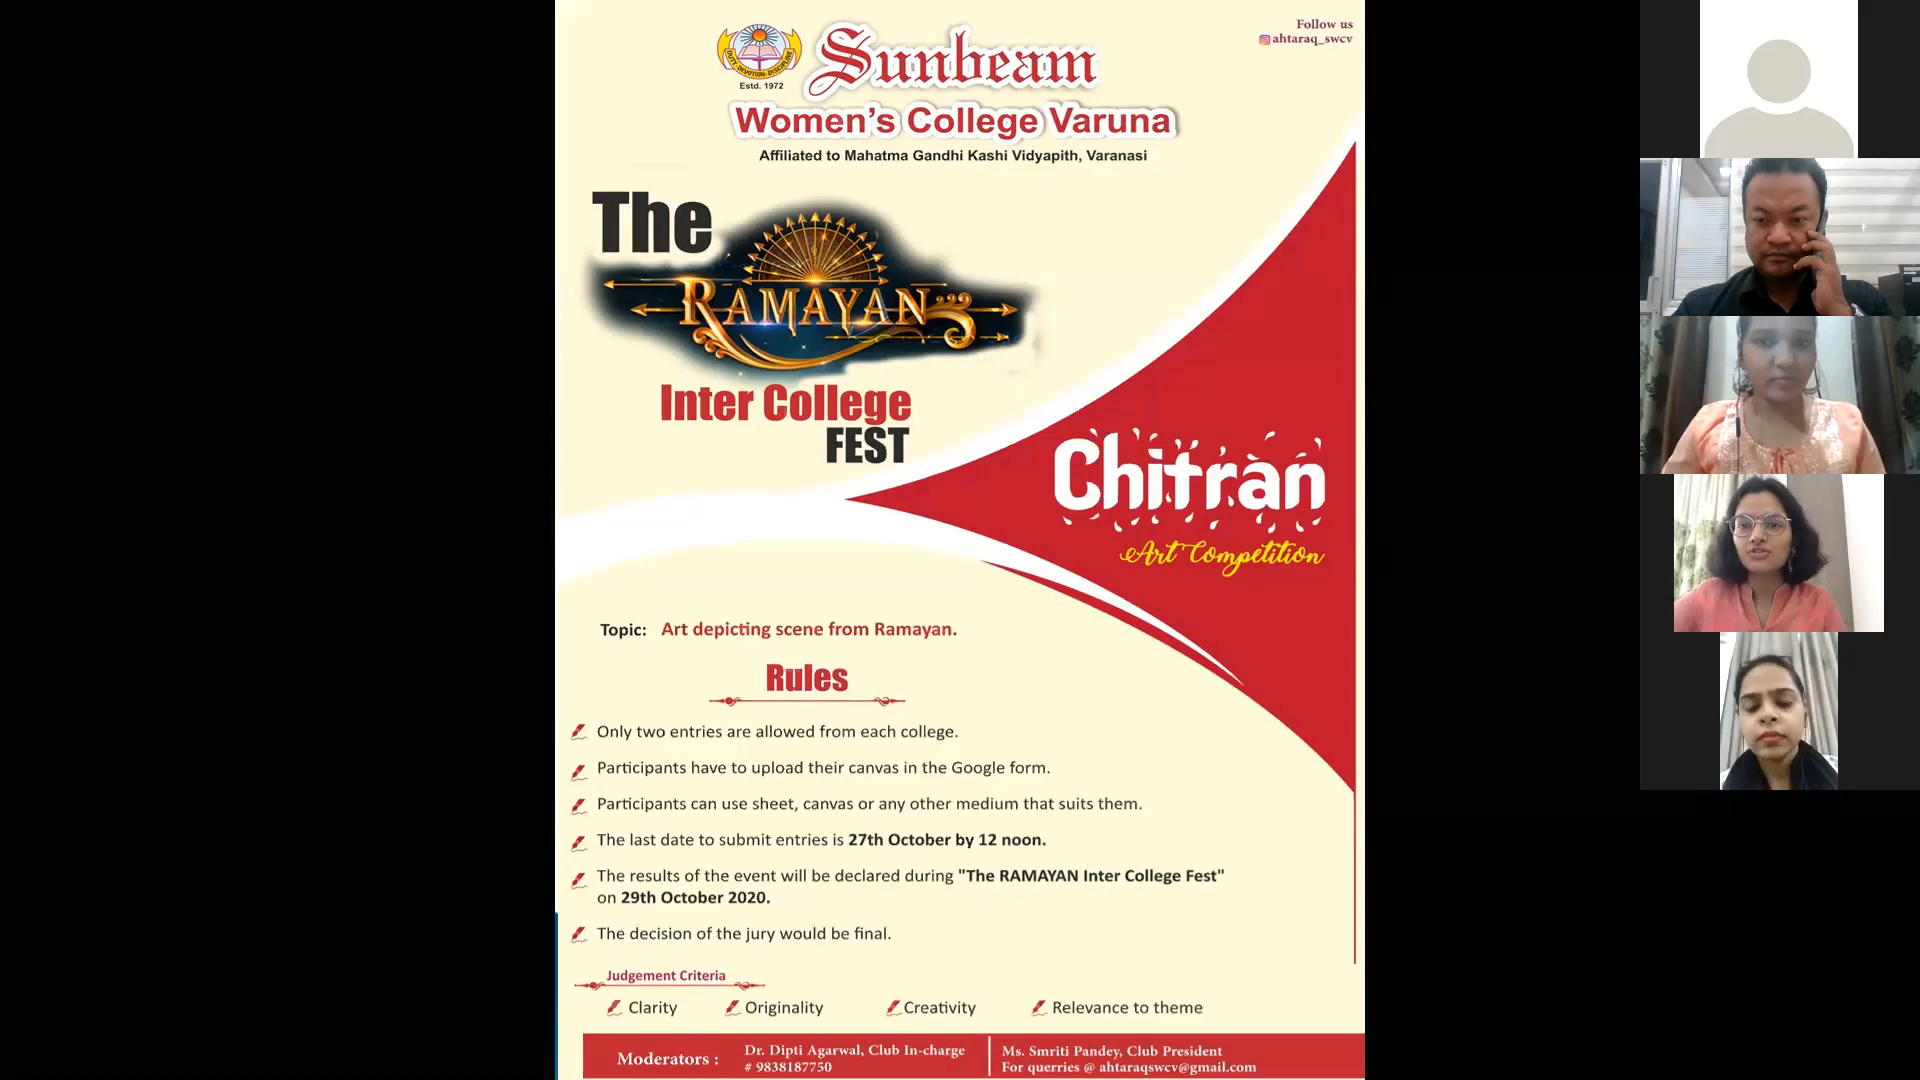 Follow us
ahtaraq_swcv
DUTY-DEVOTION-DISCIPLINE
Estd. 1972
Sunbeam
Women's College Varuna
Affiliated to Mahatma Gandhi Kashi Vidyapith, Varanasi
The
RAMAYAN
Inter College
FEST
Chitran
Art Competition
Topic: Art depicting scene from Ramayan.
Rules
Only two entries are allowed from each college.
Participants have to upload their canvas in the Google form.
Participants can use sheet, canvas or any other medium that suits them.
The last date to submit entries is 27th October by 12 noon.
The results of the event will be declared during "The RAMAYAN Inter College Fest"
on 29th October 2020.
The decision of the jury would be final.
Judgement Criteria
Clarity Originality Creativity Relevance to theme
Moderators :
Dr. Dipti Agarwal, Club In-charge
# 9838187750
Ms. Smriti Pandey, Club President
For querries @ ahtaraqswcv@gmail.com